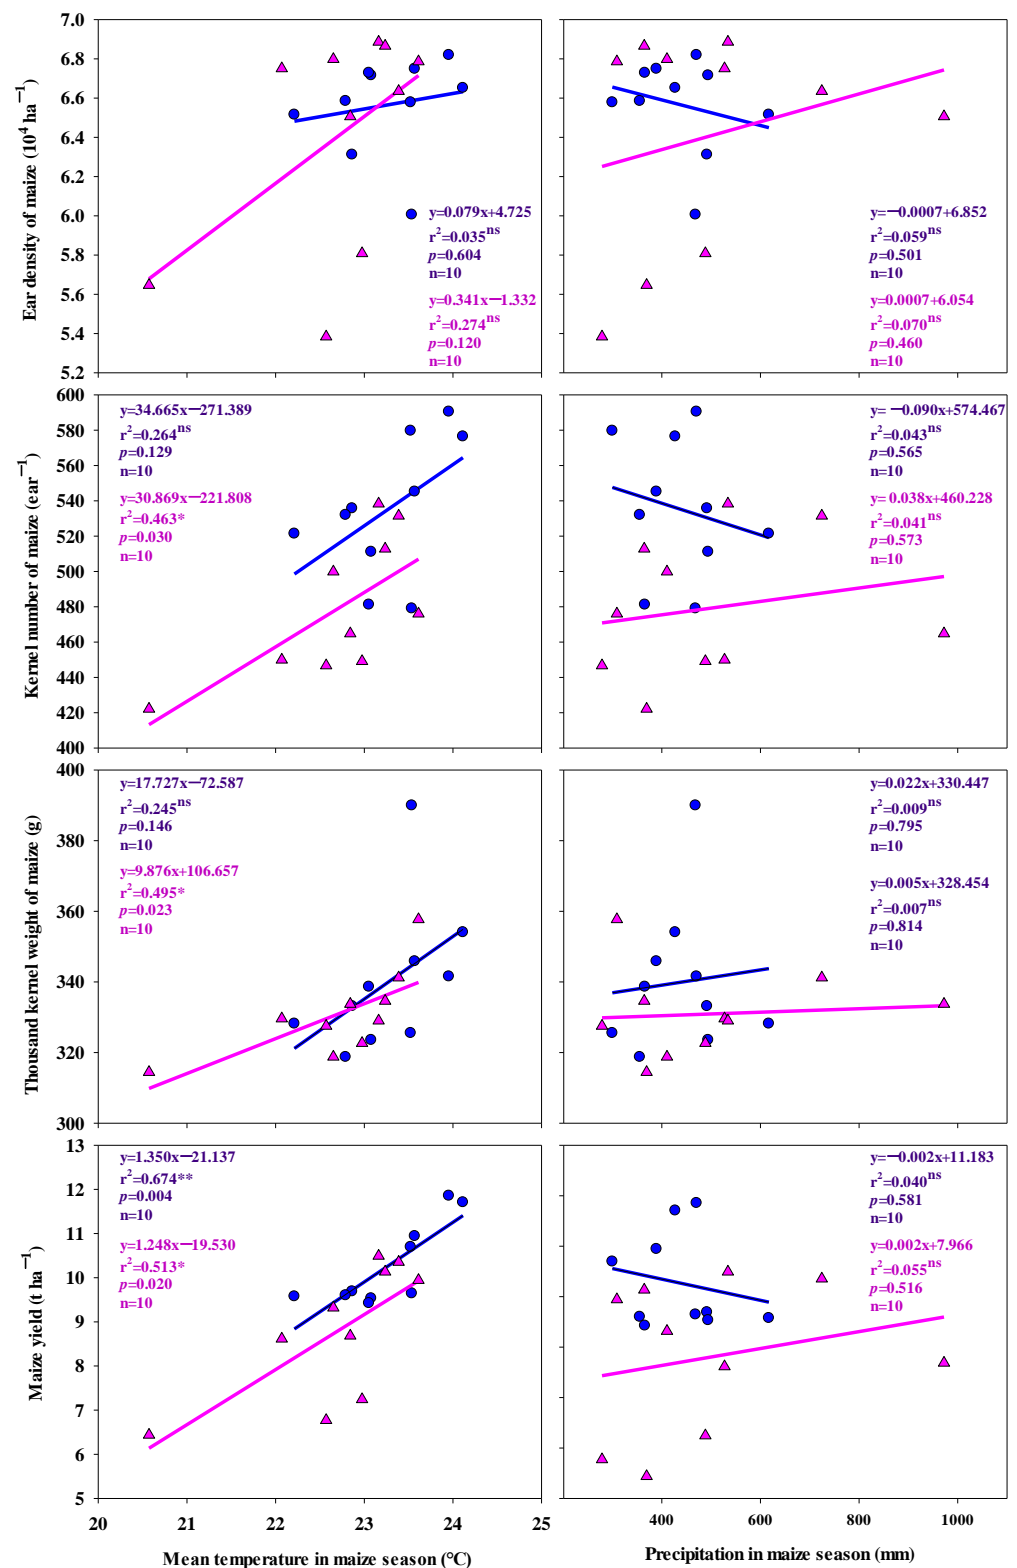 7.0
6.8
6.6
6.4
6.2
6.0
5.8
5.6
5.4
5.2
Ear density of maize (10⁴ ha⁻¹)
y=0.079x+4.725
r²=0.035ⁿˢ
p=0.604
n=10
y=0.341x−1.332
r²=0.274ⁿˢ
p=0.120
n=10
y=−0.0007+6.852
r²=0.059ⁿˢ
p=0.501
n=10
y=0.0007+6.054
r²=0.070ⁿˢ
p=0.460
n=10
600
580
560
540
520
500
480
460
440
420
400
Kernel number of maize (ear⁻¹)
y=34.665x−271.389
r²=0.264ⁿˢ
p=0.129
n=10
y=30.869x−221.808
r²=0.463*
p=0.030
n=10
y= −0.090x+574.467
r²=0.043ⁿˢ
p=0.565
n=10
y= 0.038x+460.228
r²=0.041ⁿˢ
p=0.573
n=10
400
380
360
340
320
300
Thousand kernel weight of maize (g)
y=17.727x−72.587
r²=0.245ⁿˢ
p=0.146
n=10
y=9.876x+106.657
r²=0.495*
p=0.023
n=10
y=0.022x+330.447
r²=0.009ⁿˢ
p=0.795
n=10
y=0.005x+328.454
r²=0.007ⁿˢ
p=0.814
n=10
13
12
11
10
9
8
7
6
5
Maize yield (t ha⁻¹)
y=1.350x−21.137
r²=0.674**
p=0.004
n=10
y=1.248x−19.530
r²=0.513*
p=0.020
n=10
y=−0.002x+11.183
r²=0.040ⁿˢ
p=0.581
n=10
y=0.002x+7.966
r²=0.055ⁿˢ
p=0.516
n=10
20 21 22 23 24 25
400 600 800 1000
Mean temperature in maize season (°C)
Precipitation in maize season (mm)